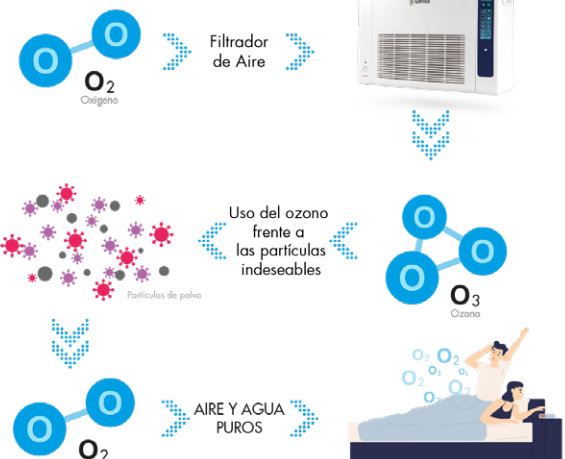 O
O
O2
Oxígeno
Filtrador
de Aire
Uso del ozono
frente a
las partículas
indeseables
O
O
O
O3
Ozono
Partículas de polvo
O2
O2
O2
O2
O2
O
O2
O
O
O2
AIRE Y AGUA
PUROS